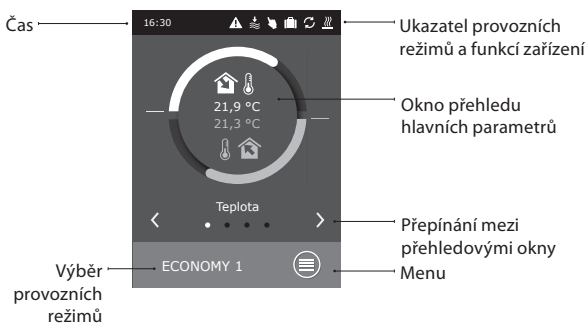 Čas
16:30
Ukazatel provozních
režimů a funkcí zařízení
21,9 °C
21,3 °C
Okno přehledu
hlavních parametrů
Teplota
Přepínání mezi
přehledovými okny
ECONOMY 1
Menu
Výběr
provozních
režimů